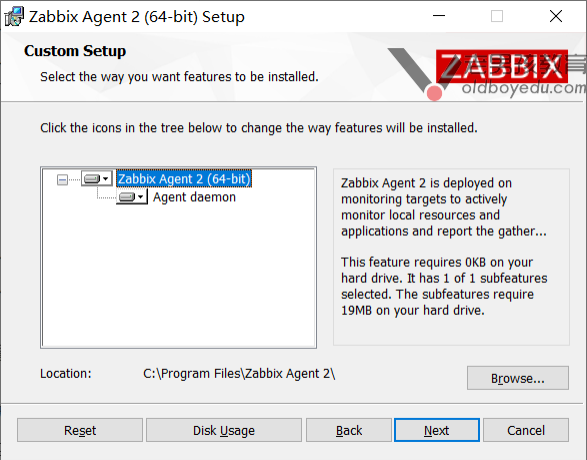 Zabbix Agent 2 (64-bit) Setup
Custom Setup
Select the way you want features to be installed.
ZABBIX
oldboyedu.com
Click the icons in the tree below to change the way features will be installed.
Zabbix Agent 2 (64-bit)
Agent daemon
Zabbix Agent 2 is deployed on
monitoring targets to actively
monitor local resources and
applications and report the gather...
This feature requires 0KB on your
hard drive. It has 1 of 1 subfeatures
selected. The subfeatures require
19MB on your hard drive.
Location: C:\Program Files\Zabbix Agent 2\
Browse...
Reset Disk Usage Back Next Cancel